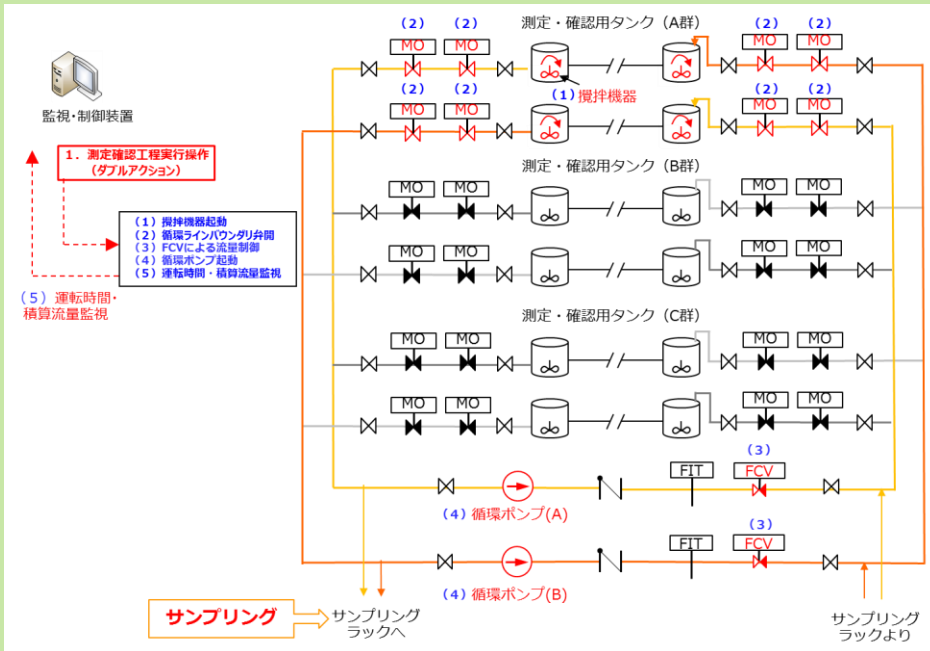 測定・確認用タンク（A群）
（2）
（2）
（2）
（2）
MO
MO
MO
MO
（1）攪拌機器
（2）
（2）
（2）
（2）
MO
MO
MO
MO
監視・制御装置
1．測定確認工程実行操作
（ダブルアクション）
測定・確認用タンク（B群）
MO
MO
MO
MO
（1）攪拌機器起動
（2）循環ラインバウンダリ弁開
（3）FCVによる流量制御
（4）循環ポンプ起動
（5）運転時間・積算流量監視
MO
MO
MO
MO
（5）運転時間・
積算流量監視
測定・確認用タンク（C群）
MO
MO
MO
MO
MO
MO
MO
MO
（3）
FIT
FCV
（4）循環ポンプ(A)
（3）
FIT
FCV
（4）循環ポンプ(B)
サンプリング
サンプリング
ラックへ
サンプリング
ラックより